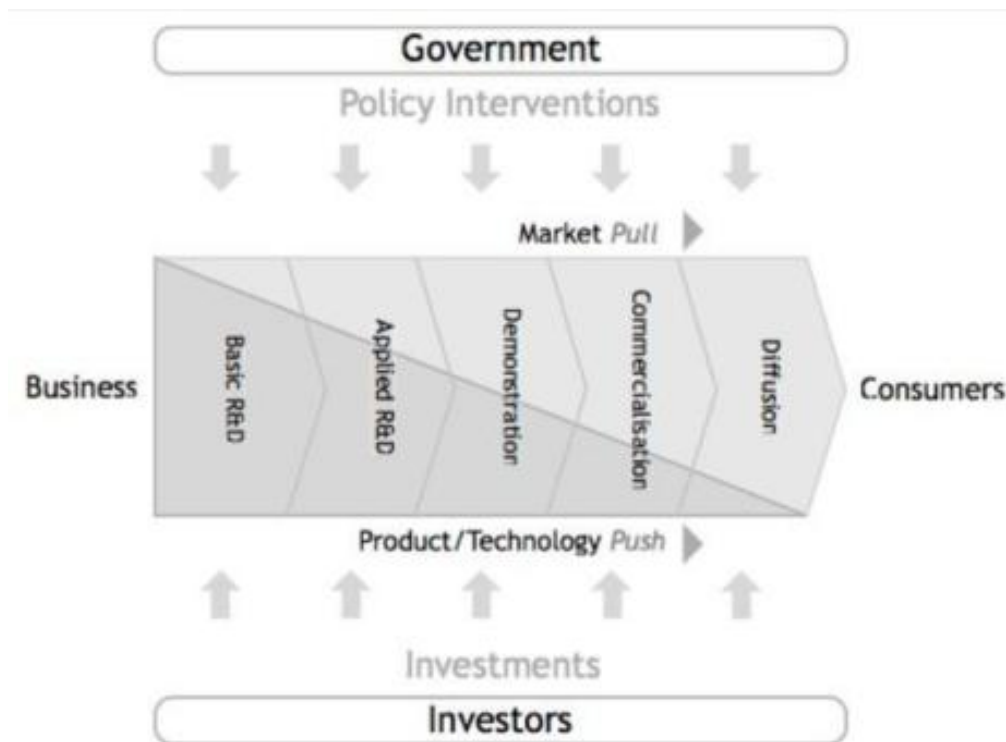 Government
Policy Interventions
Market Pull
Business
Basic R&D
Applied R&D
Demonstration
Commercialisation
Diffusion
Consumers
Product/Technology Push
Investments
Investors